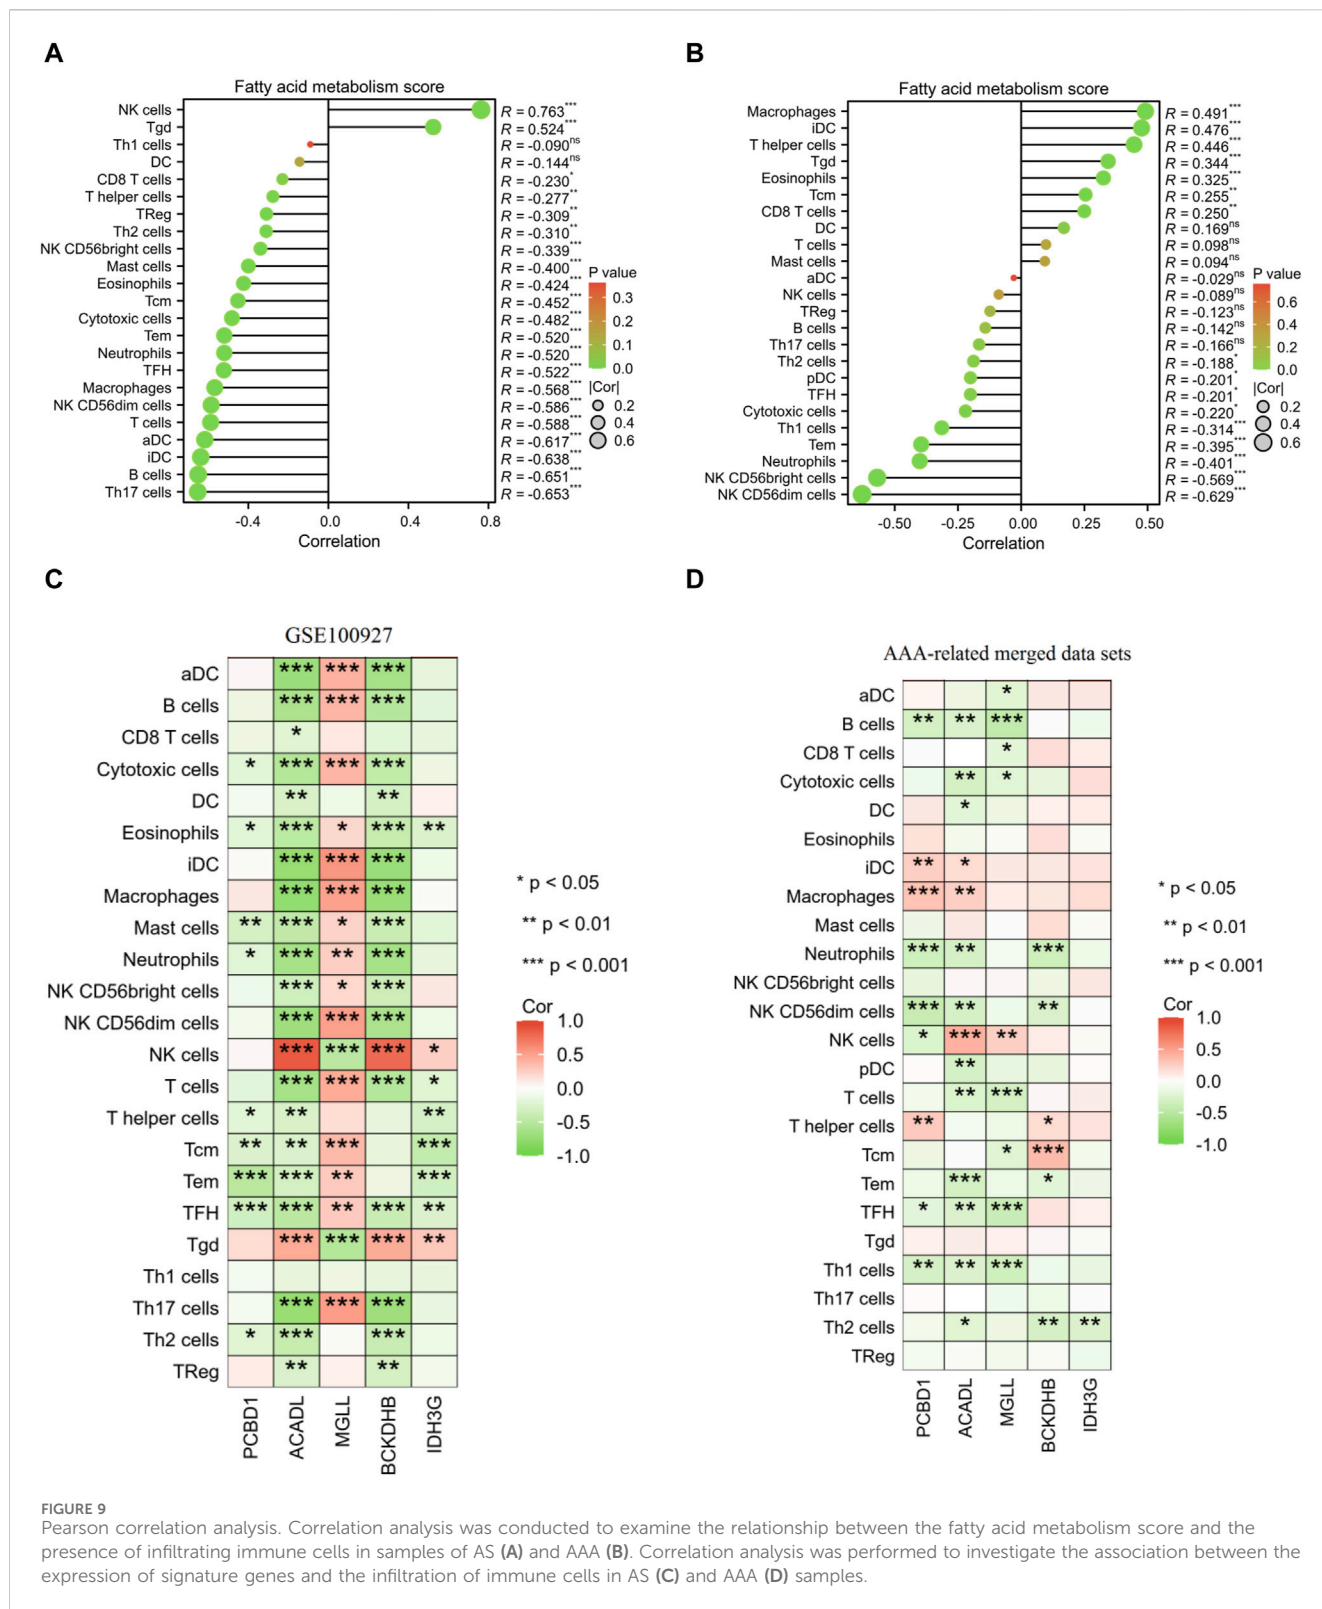 A
Fatty acid metabolism score
NK cells R = 0.763***
Tgd R = 0.524***
Th1 cells R = -0.090ns
DC R = -0.144ns
CD8 T cells R = -0.230*
T helper cells R = -0.277**
TReg R = -0.309**
Th2 cells R = -0.310**
NK CD56bright cells R = -0.339***
Mast cells R = -0.400***
Eosinophils R = -0.424***
Tcm R = -0.452***
Cytotoxic cells R = -0.482***
Tem R = -0.520***
Neutrophils R = -0.520***
TFH R = -0.522***
Macrophages R = -0.568***
NK CD56dim cells R = -0.586***
T cells R = -0.588***
aDC R = -0.617***
iDC R = -0.638***
B cells R = -0.651***
Th17 cells R = -0.653***
-0.4 0.0 0.4 0.8
Correlation
P value
0.3
0.2
0.1
0.0
|Cor|
0.2
0.4
0.6
B
Fatty acid metabolism score
Macrophages R = 0.491***
iDC R = 0.476***
T helper cells R = 0.446***
Tgd R = 0.344***
Eosinophils R = 0.325***
Tcm R = 0.255**
CD8 T cells R = 0.250**
DC R = 0.169ns
T cells R = 0.098ns
Mast cells R = 0.094ns
aDC R = -0.029ns
NK cells R = -0.089ns
TReg R = -0.123ns
B cells R = -0.142ns
Th17 cells R = -0.166ns
Th2 cells R = -0.188*
pDC R = -0.201*
TFH R = -0.201*
Cytotoxic cells R = -0.220*
Th1 cells R = -0.314***
Tem R = -0.395***
Neutrophils R = -0.401***
NK CD56bright cells R = -0.569***
NK CD56dim cells R = -0.629***
-0.50 -0.25 0.00 0.25 0.50
Correlation
P value
0.6
0.4
0.2
0.0
|Cor|
0.2
0.4
0.6
C
GSE100927
aDC *** *** ***
B cells *** *** ***
CD8 T cells *
Cytotoxic cells * *** *** ***
DC ** **
Eosinophils * *** * *** **
iDC *** *** ***
Macrophages *** *** ***
Mast cells ** *** * ***
Neutrophils * *** ** ***
NK CD56bright cells *** * ***
NK CD56dim cells *** *** ***
NK cells *** *** *** *
T cells *** *** *** *
T helper cells * ** **
Tcm ** ** *** ***
Tem *** *** ** ***
TFH *** *** ** *** **
Tgd *** *** *** **
Th1 cells
Th17 cells *** *** ***
Th2 cells * *** ***
TReg ** **
PCBD1 ACADL MGLL BCKDHB IDH3G
* p < 0.05
** p < 0.01
*** p < 0.001
Cor
1.0
0.5
0.0
-0.5
-1.0
D
AAA-related merged data sets
aDC *
B cells ** ** ***
CD8 T cells *
Cytotoxic cells ** *
DC *
Eosinophils
iDC ** *
Macrophages *** **
Mast cells
Neutrophils *** ** ***
NK CD56bright cells
NK CD56dim cells *** ** **
NK cells * *** **
pDC **
T cells ** ***
T helper cells ** *
Tcm * ***
Tem *** *
TFH * ** ***
Tgd
Th1 cells ** ** ***
Th17 cells
Th2 cells * ** **
TReg
PCBD1 ACADL MGLL BCKDHB IDH3G
* p < 0.05
** p < 0.01
*** p < 0.001
Cor
1.0
0.5
0.0
-0.5
-1.0
FIGURE 9
Pearson correlation analysis. Correlation analysis was conducted to examine the relationship between the fatty acid metabolism score and the
presence of infiltrating immune cells in samples of AS (A) and AAA (B). Correlation analysis was performed to investigate the association between the
expression of signature genes and the infiltration of immune cells in AS (C) and AAA (D) samples.